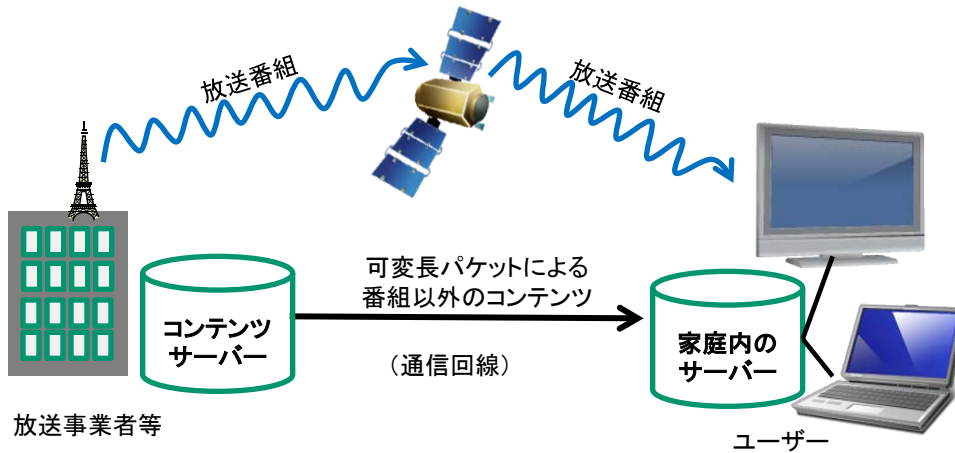 放送番組
放送番組
可変長パケットによる
番組以外のコンテンツ
コンテンツ
サーバー
(通信回線)
家庭内の
サーバー
放送事業者等
ユーザー